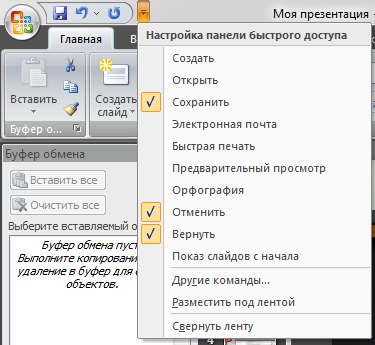 Моя презентация -
Главная
Настройка панели быстрого доступа
Создать
Открыть
Сохранить
Электронная почта
Быстрая печать
Предварительный просмотр
Орфография
Отменить
Вернуть
Показ слайдов с начала
Другие команды...
Разместить под лентой
Свернуть ленту
Вставить
Создать
слайд
Буфер о...
Буфер обмена
Вставить все
Очистить все
Выберите вставляемый о
Буфер обмена пуст
Выполните копирован
удаление в буфер для
объектов.
4